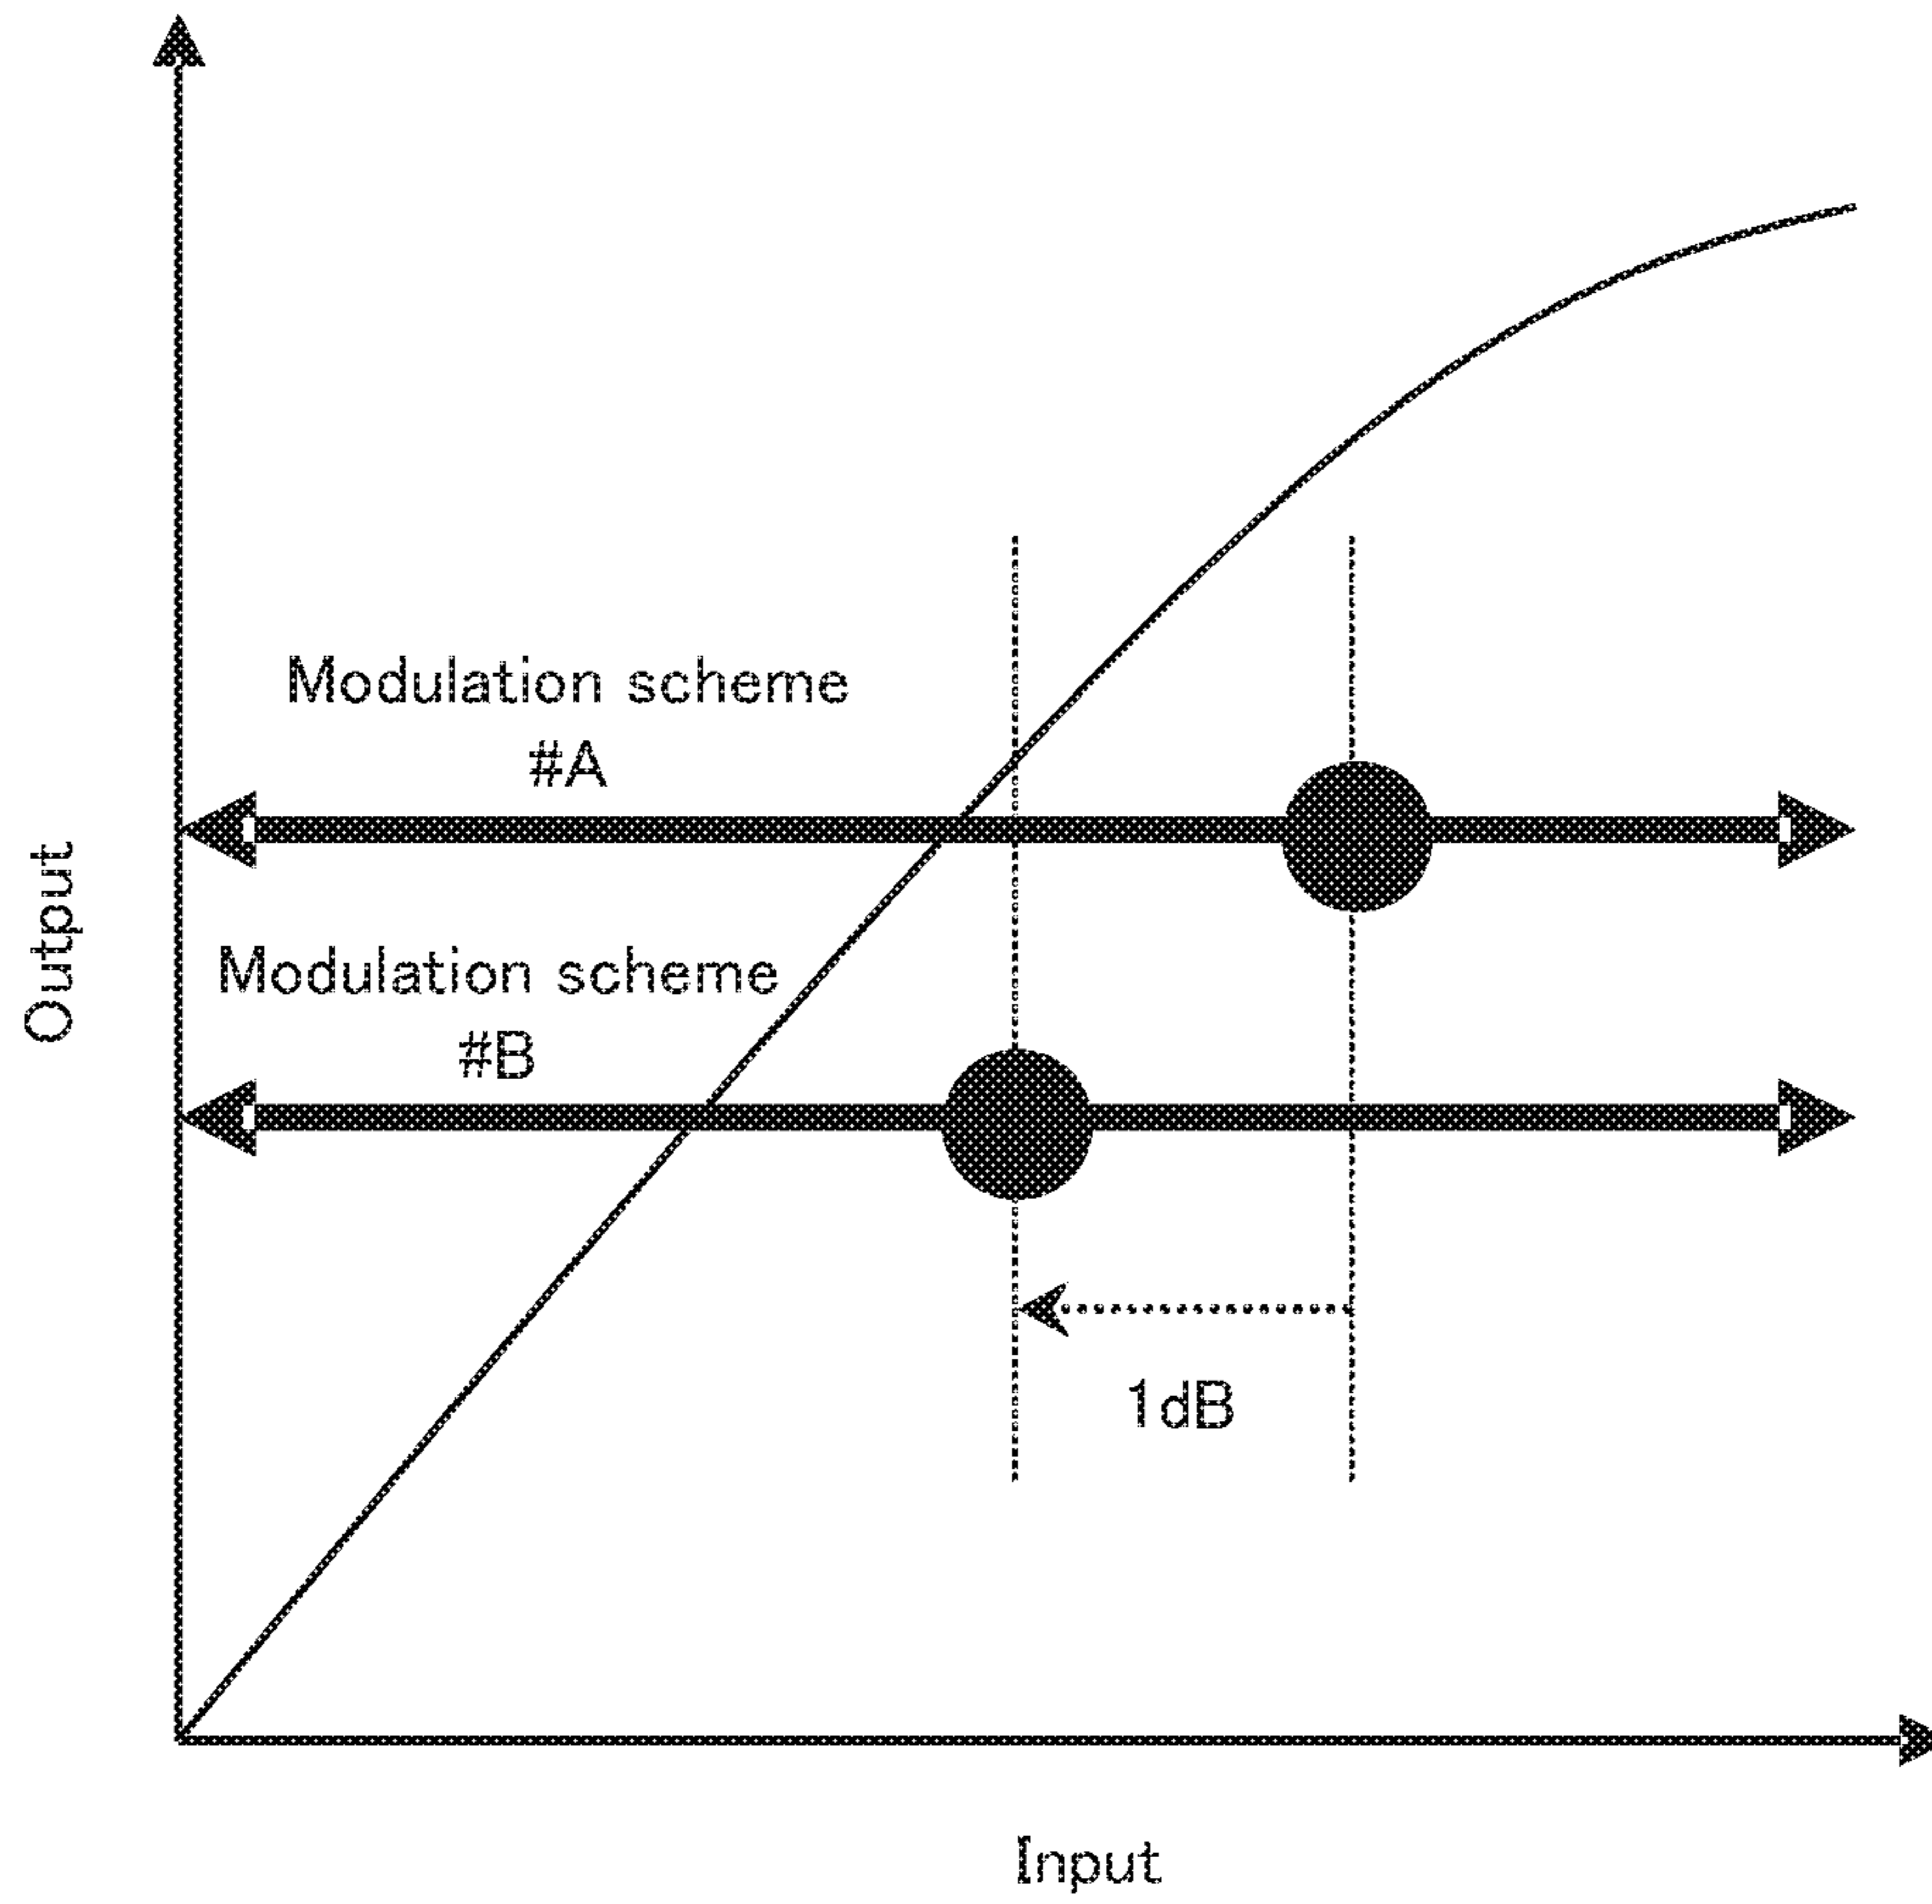 Modulation scheme
#A
Output
Modulation scheme
#B
1dB
Input